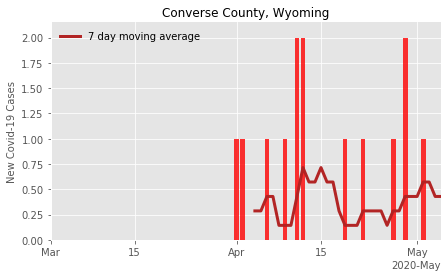 Converse County, Wyoming
7 day moving average
New Covid-19 Cases
2.00
1.75
1.50
1.25
1.00
0.75
0.50
0.25
0.00
Mar
15
Apr
15
May
2020-May